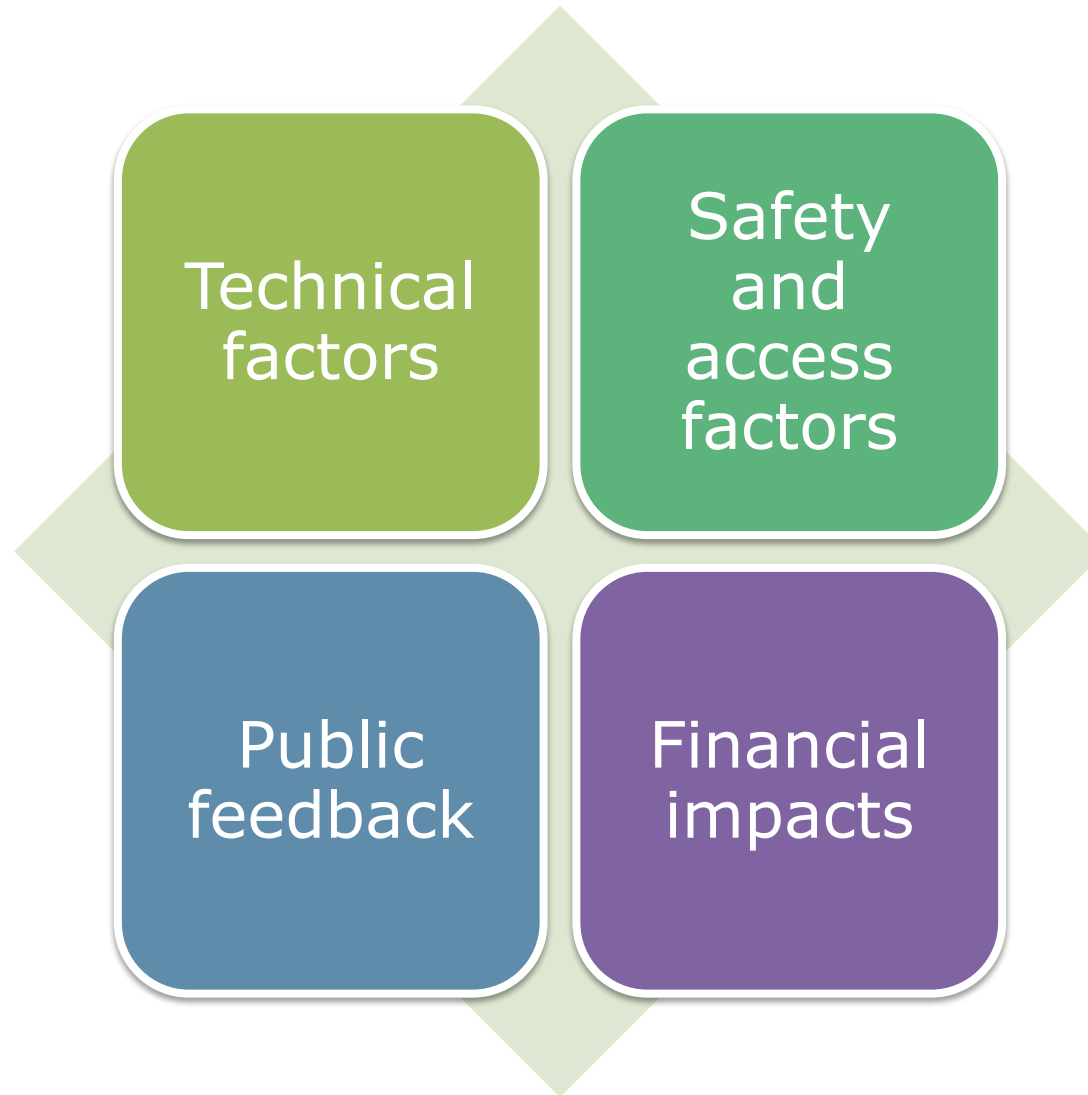 Technical
factors
Safety
and
access
factors
Public
feedback
Financial
impacts